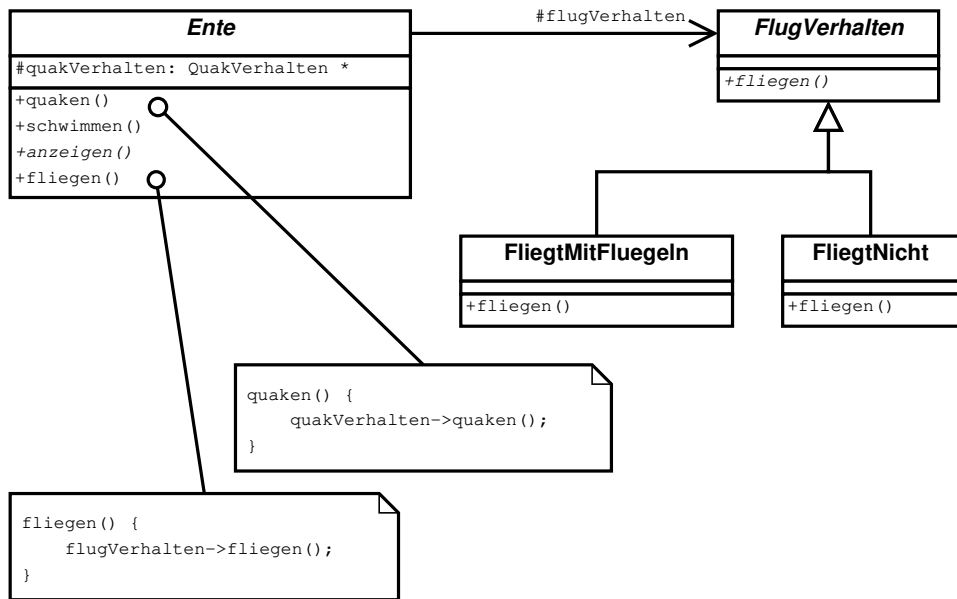 Ente
#quakVerhalten: QuakVerhalten *
+quaken()
+schwimmen()
+anzeigen()
+fliegen()
#flugVerhalten
FlugVerhalten
+fliegen()
FliegtMitFluegeln
+fliegen()
FliegtNicht
+fliegen()
quaken() {
    quakVerhalten->quaken();
}
fliegen() {
    flugVerhalten->fliegen();
}